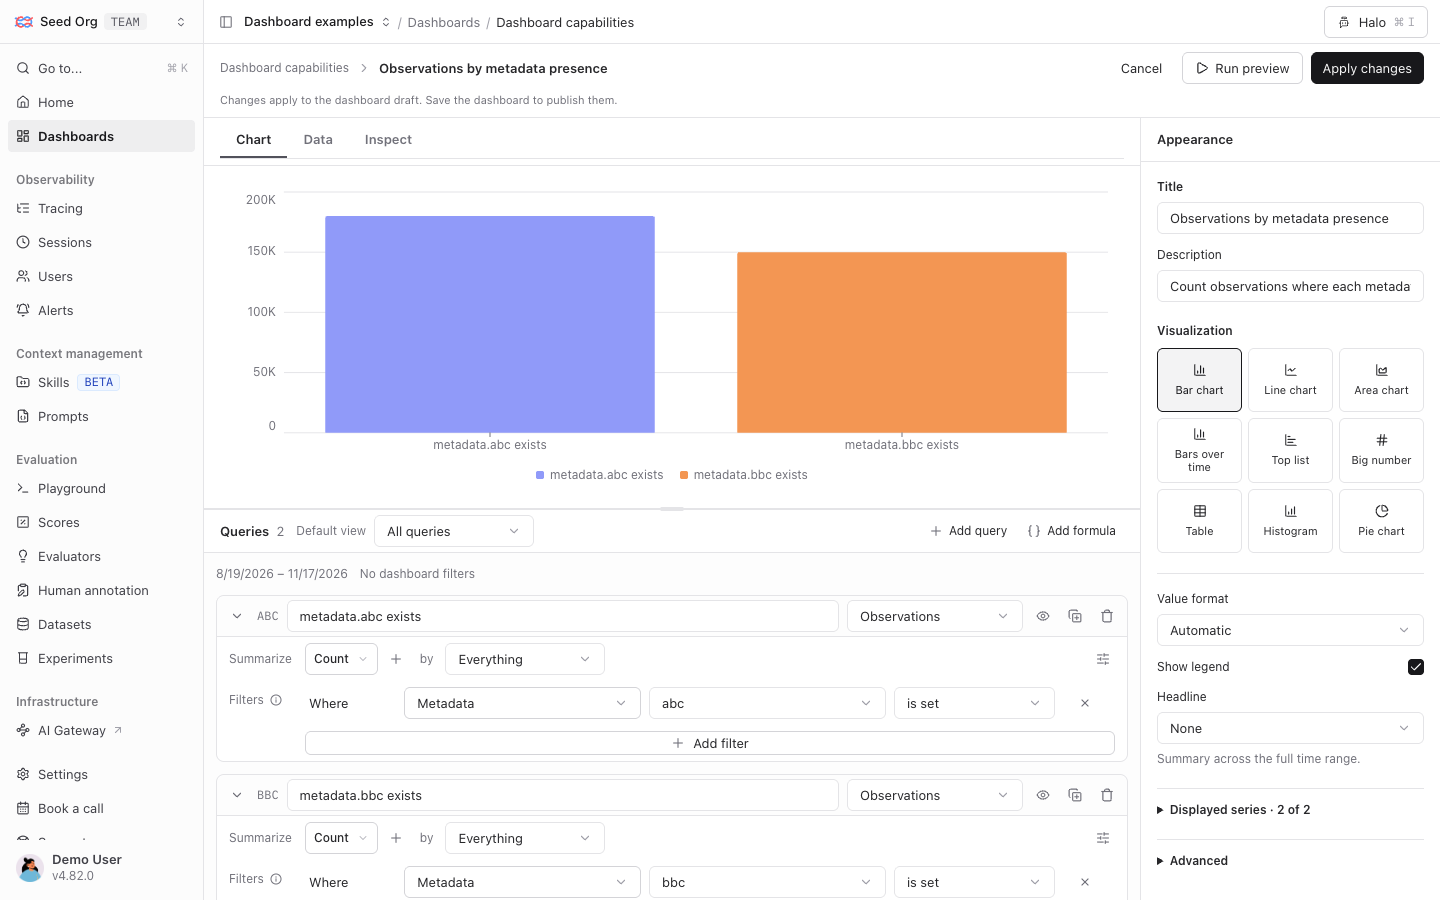 Seed Org TEAM
Dashboard examples / Dashboards / Dashboard capabilities
Halo ⌘ I
Go to... ⌘ K
Home
Dashboards
Observability
Tracing
Sessions
Users
Alerts
Context management
Skills BETA
Prompts
Evaluation
Playground
Scores
Evaluators
Human annotation
Datasets
Experiments
Infrastructure
AI Gateway
Settings
Book a call
Demo User
v4.82.0
Dashboard capabilities > Observations by metadata presence
Cancel
Run preview
Apply changes
Changes apply to the dashboard draft. Save the dashboard to publish them.
Chart Data Inspect
200K
150K
100K
50K
0
metadata.abc exists metadata.bbc exists
metadata.abc exists metadata.bbc exists
Queries 2 Default view All queries
Add query {} Add formula
8/19/2026 – 11/17/2026 No dashboard filters
ABC metadata.abc exists Observations
Summarize Count + by Everything
Filters Where Metadata abc is set ×
+ Add filter
BBC metadata.bbc exists Observations
Summarize Count + by Everything
Filters Where Metadata bbc is set ×
Appearance
Title
Observations by metadata presence
Description
Count observations where each metada
Visualization
Bar chart Line chart Area chart
Bars over time Top list Big number
Table Histogram Pie chart
Value format
Automatic
Show legend
Headline
None
Summary across the full time range.
Displayed series · 2 of 2
Advanced